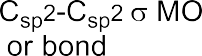 Csp2-Csp2 σ MO
or bond